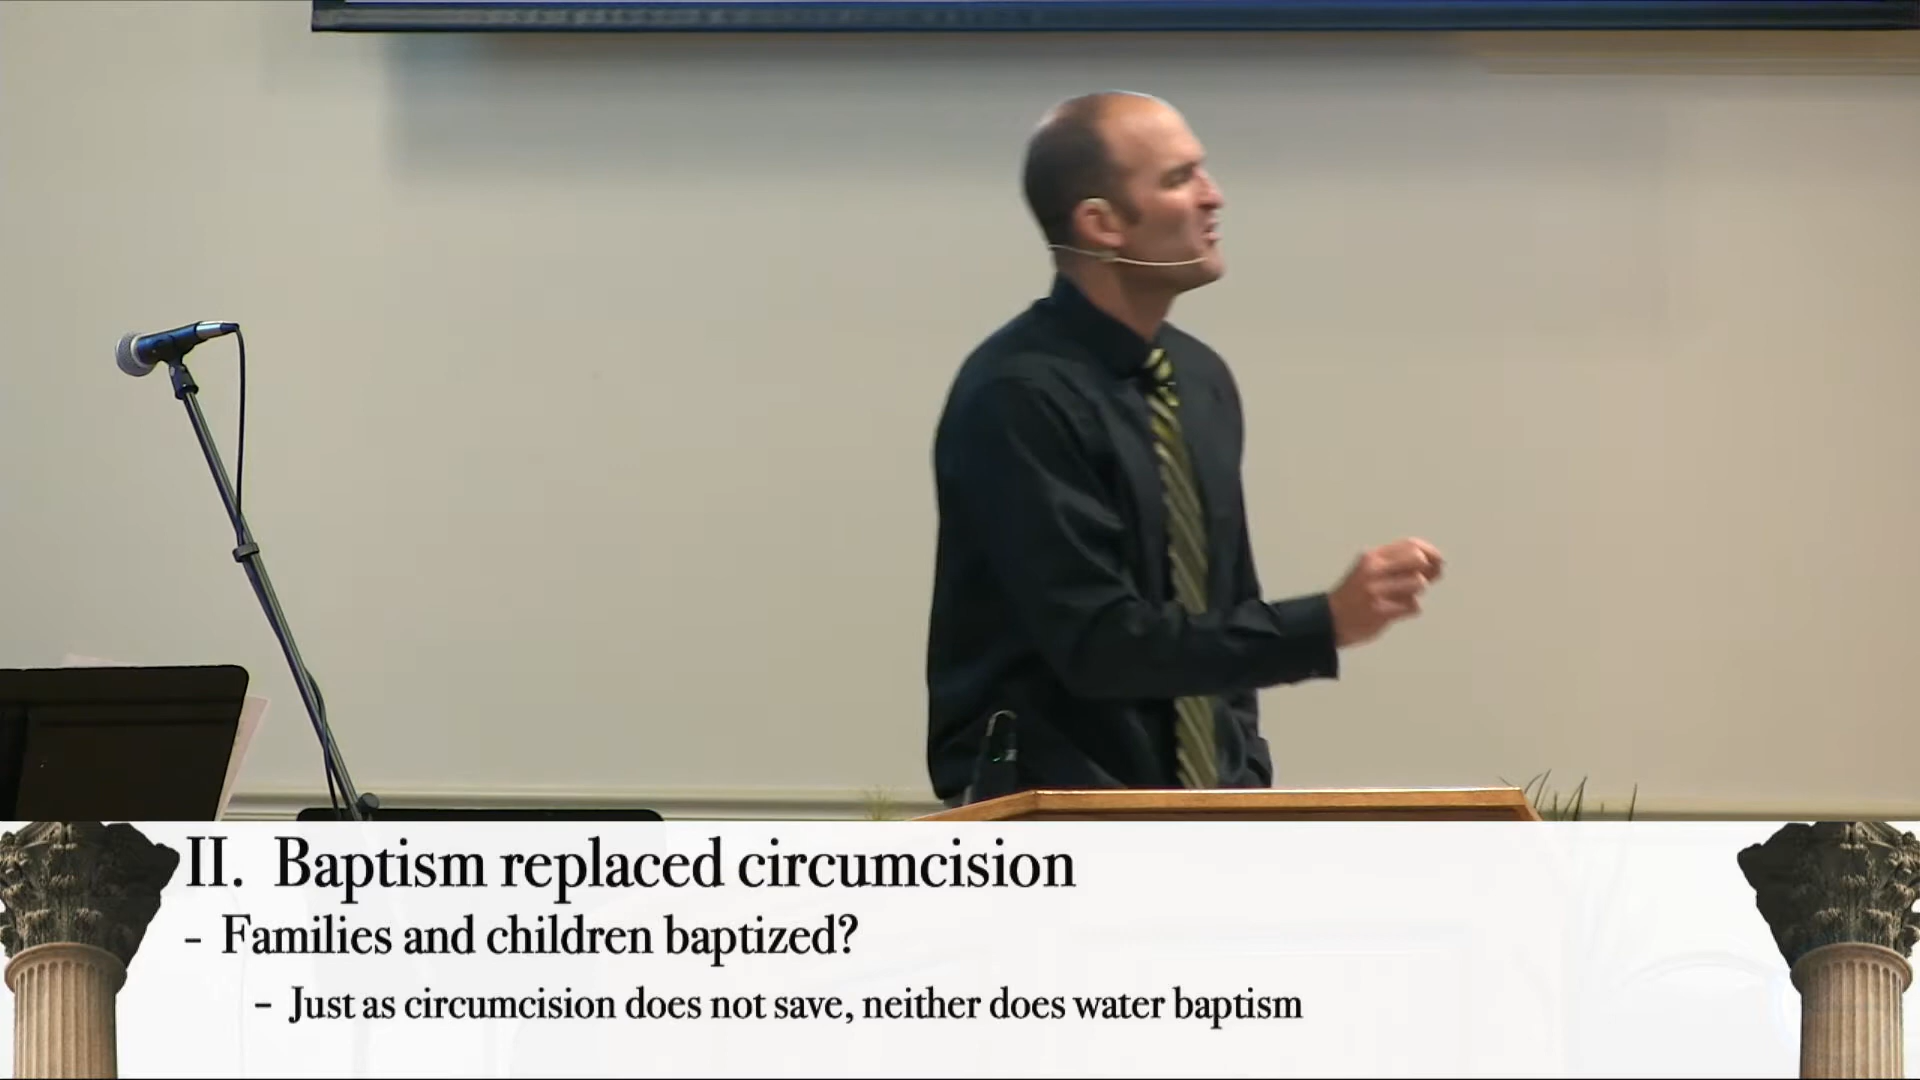 II. Baptism replaced circumcision
- Families and children baptized?
- Just as circumcision does not save, neither does water baptism